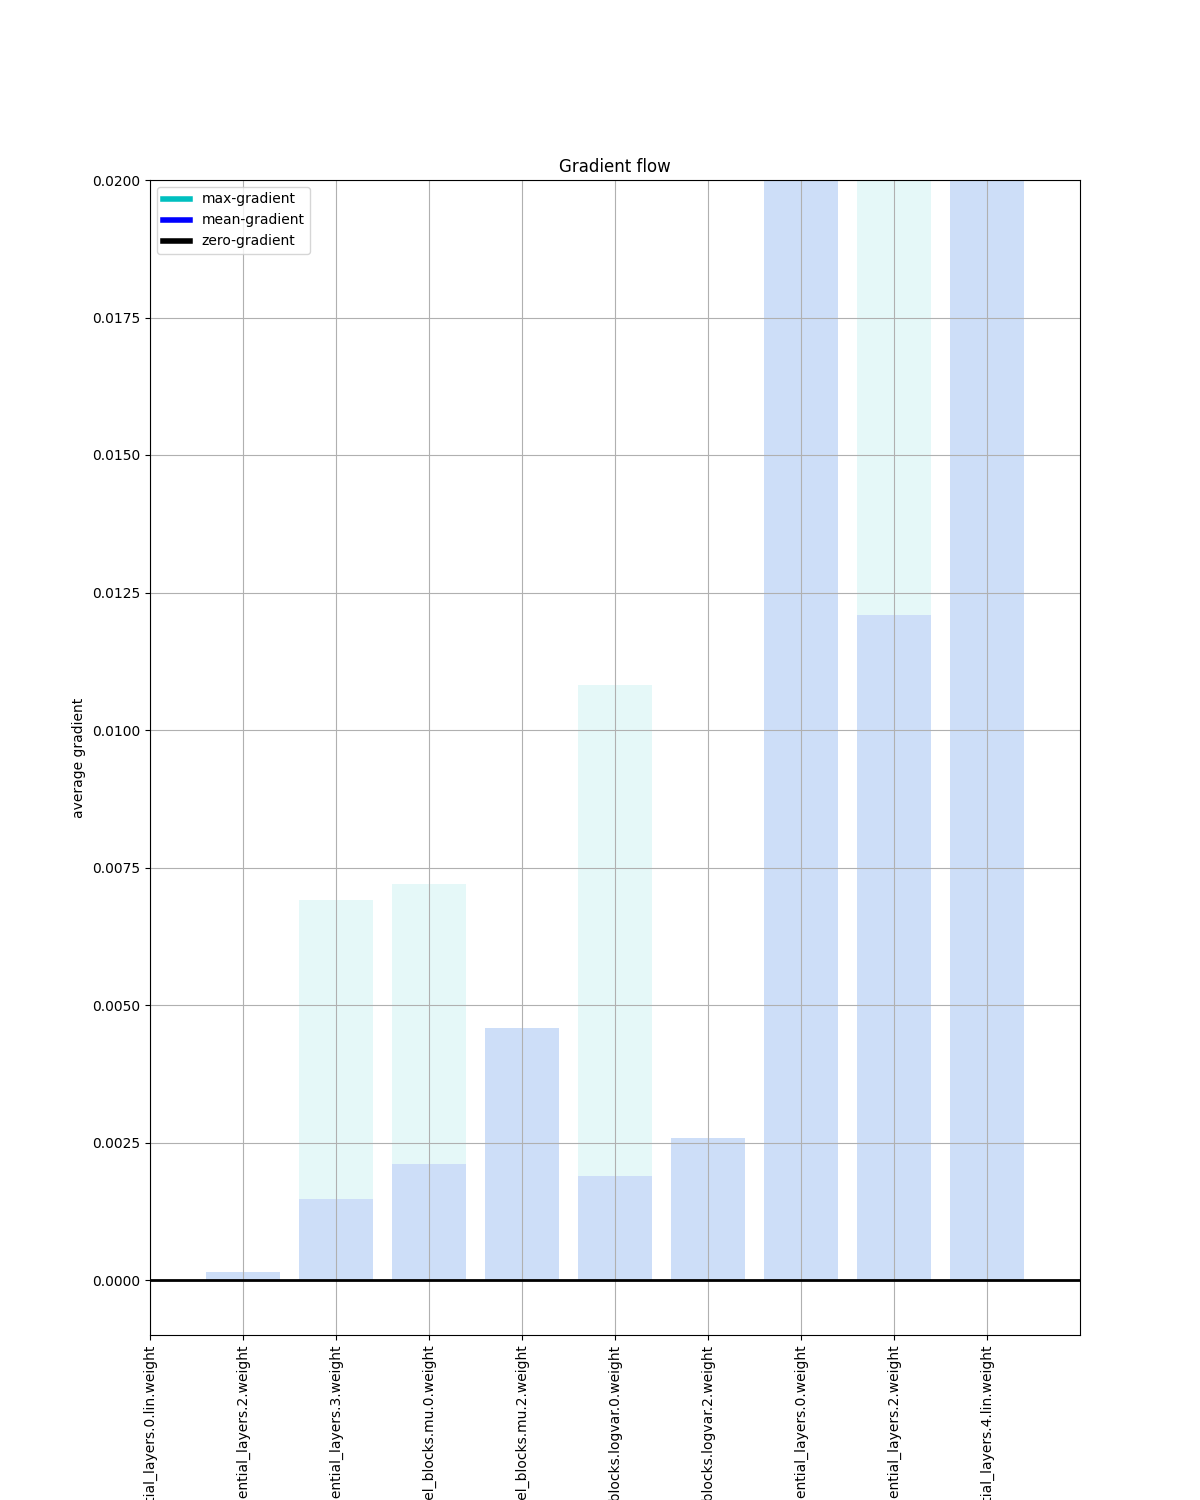 Gradient flow
max-gradient
mean-gradient
zero-gradient
0.0200
0.0175
0.0150
0.0125
0.0100
0.0075
0.0050
0.0025
0.0000
average gradient
tial_layers.0.lin.weight
ential_layers.2.weight
ential_layers.3.weight
el_blocks.mu.0.weight
el_blocks.mu.2.weight
blocks.logvar.0.weight
blocks.logvar.2.weight
ential_layers.0.weight
ential_layers.2.weight
tial_layers.4.lin.weight